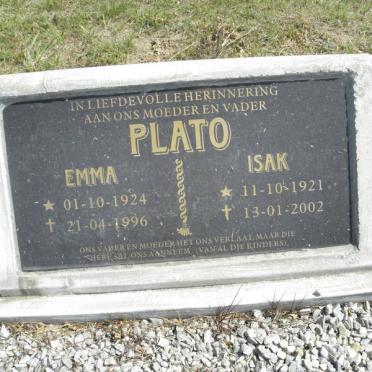 IN LIEFDEVOLLE HERINNERING
AAN ONS MOEDER EN VADER
PLATO
EMMA
★ 01-10-1924
✝ 21-04-1996
ISAK
★ 11-10-1921
✝ 13-01-2002
ONS VADER EN MOEDER HET ONS VERLAAT, MAAR DIE
HERE SAL ONS AANNEEM. (VAN AL DIE KINDERS).